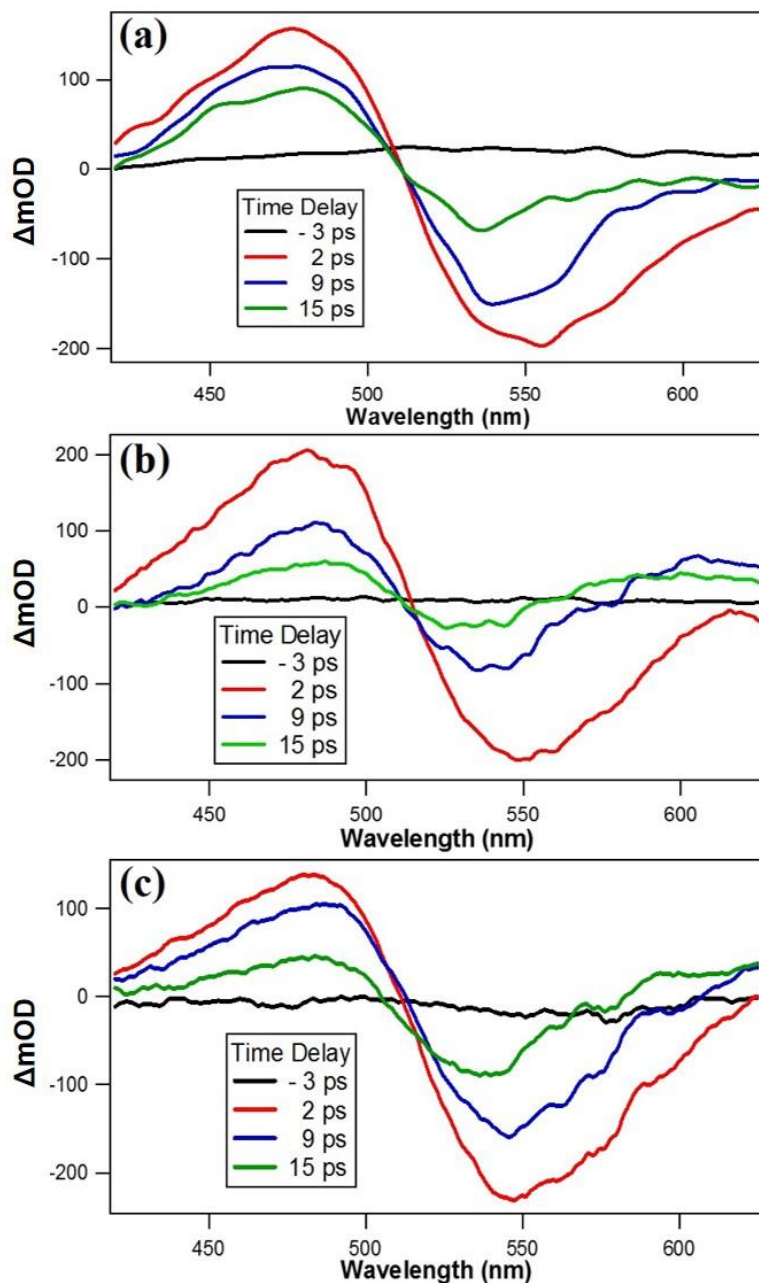 (a)
100
0
-100
-200
ΔmOD
Time Delay
- 3 ps
2 ps
9 ps
15 ps
450
500
550
600
Wavelength (nm)
(b)
200
100
0
-100
-200
ΔmOD
Time Delay
- 3 ps
2 ps
9 ps
15 ps
450
500
550
600
Wavelength (nm)
(c)
100
0
-100
-200
ΔmOD
Time Delay
- 3 ps
2 ps
9 ps
15 ps
450
500
550
600
Wavelength (nm)